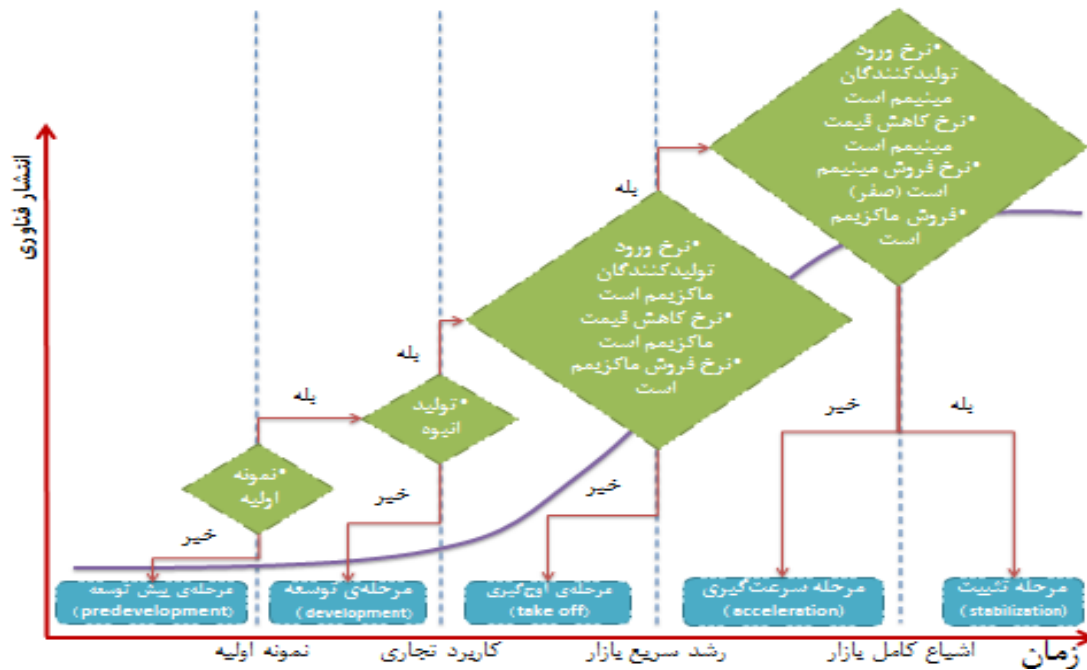 •نرخ ورود
تولیدکنندگان
مینیمم است
•نرخ کاهش قیمت
مینیمم است
•نرخ فروش مینیمم
است (صفر)
•فروش ماکزیمم
است
انتشار فناوری
بله
•نرخ ورود
تولیدکنندگان
ماکزیمم است
•نرخ کاهش قیمت
ماکزیمم است
•نرخ فروش ماکزیمم
است
بله
•تولید
انبوه
بله
خیر
بله
•نمونه
اولیه
خیر
خیر
خیر
مرحله‌ی پیش توسعه
(predevelopment)
مرحله‌ی توسعه
(development)
مرحله‌ی اوج‌گیری
(take off)
مرحله سرعت‌گیری
(acceleration)
مرحله تثبیت
(stabilization)
نمونه اولیه
کاربرد تجاری
رشد سریع بازار
اشباع کامل بازار
زمان